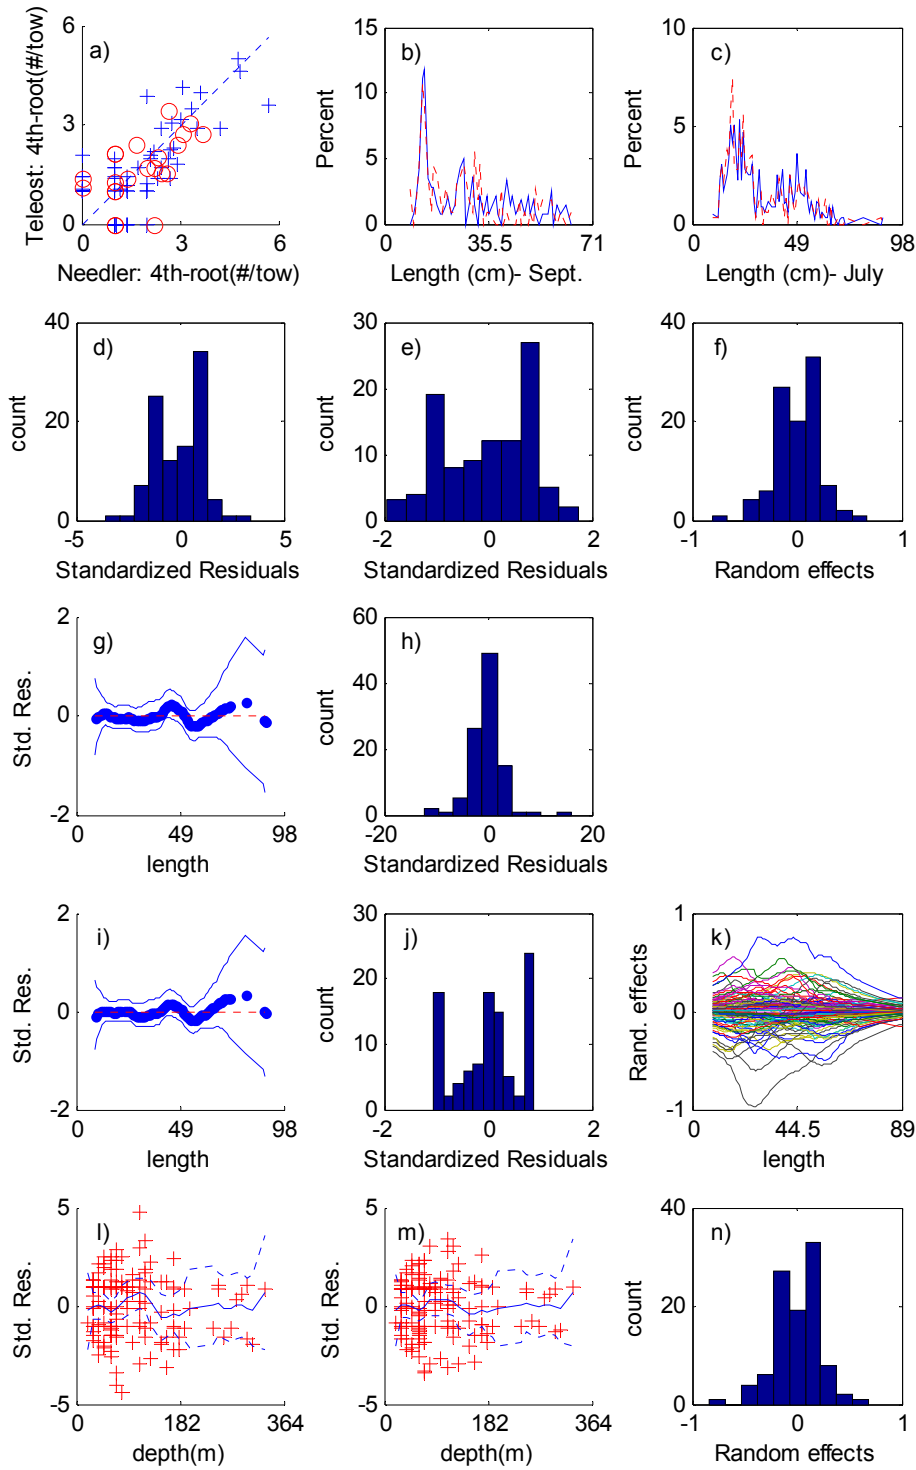 a)
Teleost: 4th-root(#/tow)
6
3
0
0
3
6
Needler: 4th-root(#/tow)
b)
Percent
15
10
5
0
0
35.5
71
Length (cm)- Sept.
c)
Percent
10
5
0
0
49
98
Length (cm)- July
d)
count
40
20
0
-5
0
5
Standardized Residuals
e)
count
30
20
10
0
-2
0
2
Standardized Residuals
f)
count
40
20
0
-1
0
1
Random effects
g)
Std. Res.
2
0
-2
0
49
98
length
h)
count
60
40
20
0
-20
0
20
Standardized Residuals
i)
Std. Res.
2
0
-2
0
49
98
length
j)
count
30
20
10
0
-2
0
2
Standardized Residuals
k)
Rand. effects
1
0
-1
0
44.5
89
length
l)
Std. Res.
5
0
-5
0
182
364
depth(m)
m)
Std. Res.
5
0
-5
0
182
364
depth(m)
n)
count
40
20
0
-1
0
1
Random effects